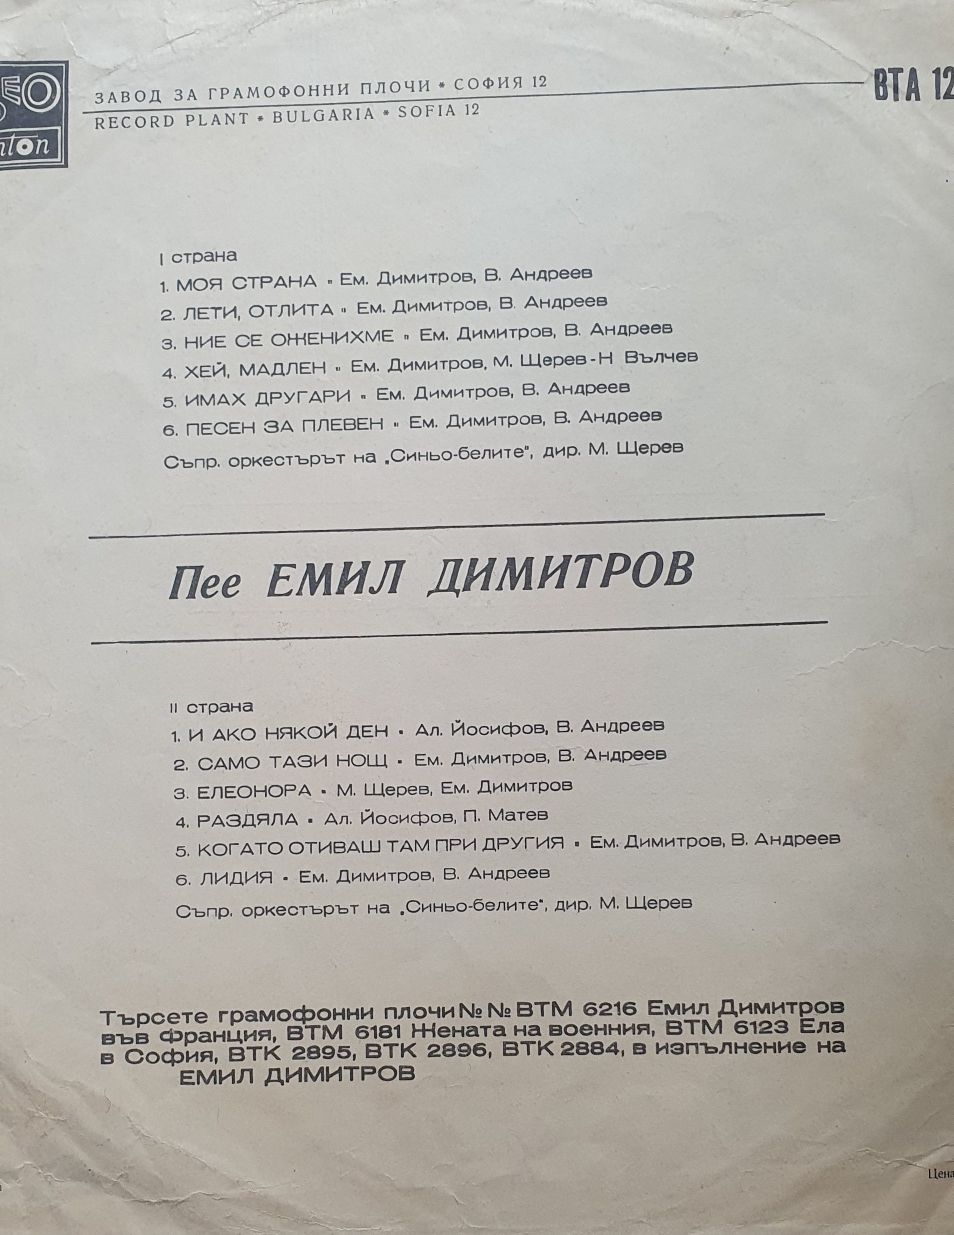 ЗАВОД ЗА ГРАМОФОННИ ПЛОЧИ * СОФИЯ 12
RECORD PLANT * BULGARIA * SOFIA 12
ВТА 12
I страна
1. МОЯ СТРАНА • Ем. Димитров, В. Андреев
2. ЛЕТИ, ОТЛИТА • Ем. Димитров, В. Андреев
3. НИЕ СЕ ОЖЕНИХМЕ • Ем. Димитров, В. Андреев
4. ХЕЙ, МАДЛЕН • Ем. Димитров, М. Щерев-Н Вълчев
5. ИМАХ ДРУГАРИ • Ем. Димитров, В. Андреев
6. ПЕСЕН ЗА ПЛЕВЕН • Ем. Димитров, В. Андреев
Съпр. оркестърът на „Синьо-белите", дир. М. Щерев
Пее ЕМИЛ ДИМИТРОВ
II страна
1. И АКО НЯКОЙ ДЕН • Ал. Йосифов, В. Андреев
2. САМО ТАЗИ НОЩ • Ем. Димитров, В. Андреев
3. ЕЛЕОНОРА • М. Щерев, Ем. Димитров
4. РАЗДЯЛА • Ал. Йосифов, П. Матев
5. КОГАТО ОТИВАШ ТАМ ПРИ ДРУГИЯ • Ем. Димитров, В. Андреев
6. ЛИДИЯ • Ем. Димитров, В. Андреев
Съпр. оркестърът на „Синьо-белите", дир. М. Щерев
Търсете грамофонни плочи №№ ВТМ 6216 Емил Димитров
във Франция, ВТМ 6181 Жената на военния, ВТМ 6123 Ела
в София, ВТК 2895, ВТК 2896, ВТК 2884, в изпълнение на
ЕМИЛ ДИМИТРОВ
Цена